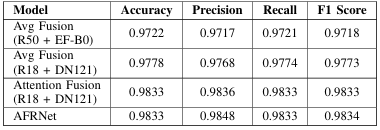 Model Accuracy Precision Recall F1 Score
Avg Fusion
(R50 + EF-B0) 0.9722 0.9717 0.9721 0.9718
Avg Fusion
(R18 + DN121) 0.9778 0.9768 0.9774 0.9773
Attention Fusion
(R18 + DN121) 0.9833 0.9836 0.9833 0.9833
AFRNet 0.9833 0.9848 0.9833 0.9834